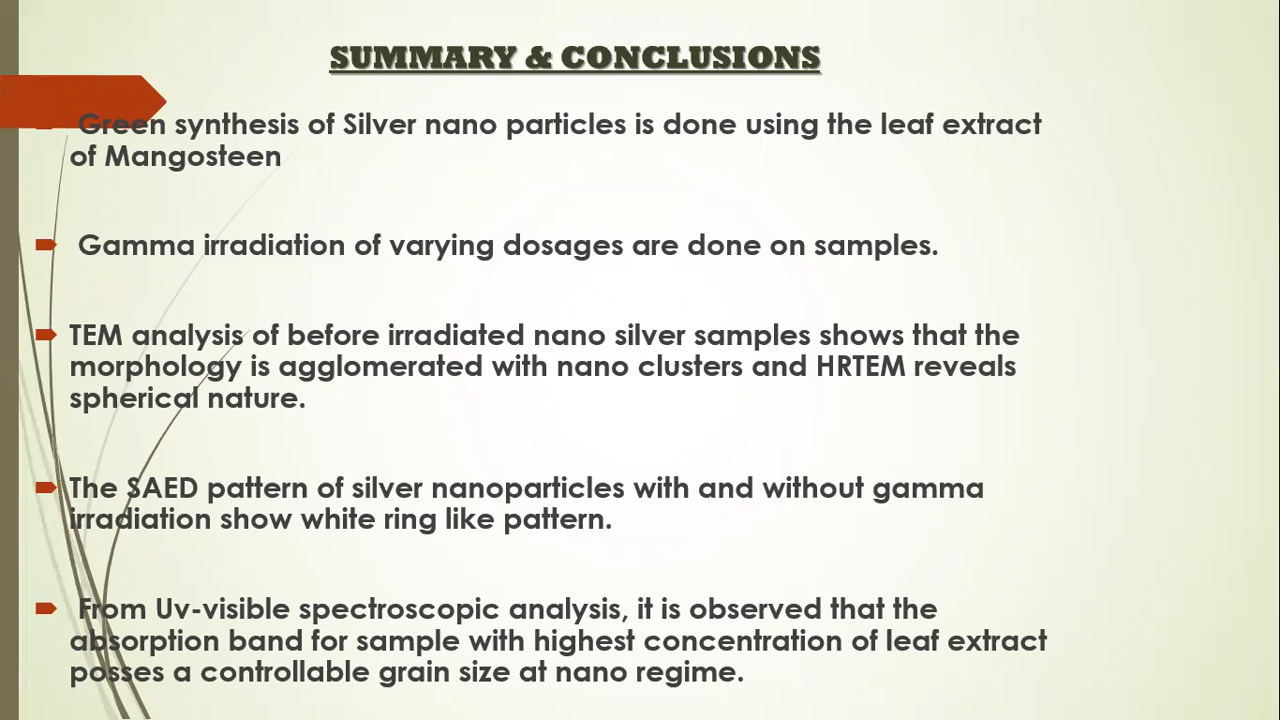 SUMMARY & CONCLUSIONS
Green synthesis of Silver nano particles is done using the leaf extract
of Mangosteen
Gamma irradiation of varying dosages are done on samples.
TEM analysis of before irradiated nano silver samples shows that the
morphology is agglomerated with nano clusters and HRTEM reveals
spherical nature.
The SAED pattern of silver nanoparticles with and without gamma
irradiation show white ring like pattern.
From Uv-visible spectroscopic analysis, it is observed that the
absorption band for sample with highest concentration of leaf extract
posses a controllable grain size at nano regime.